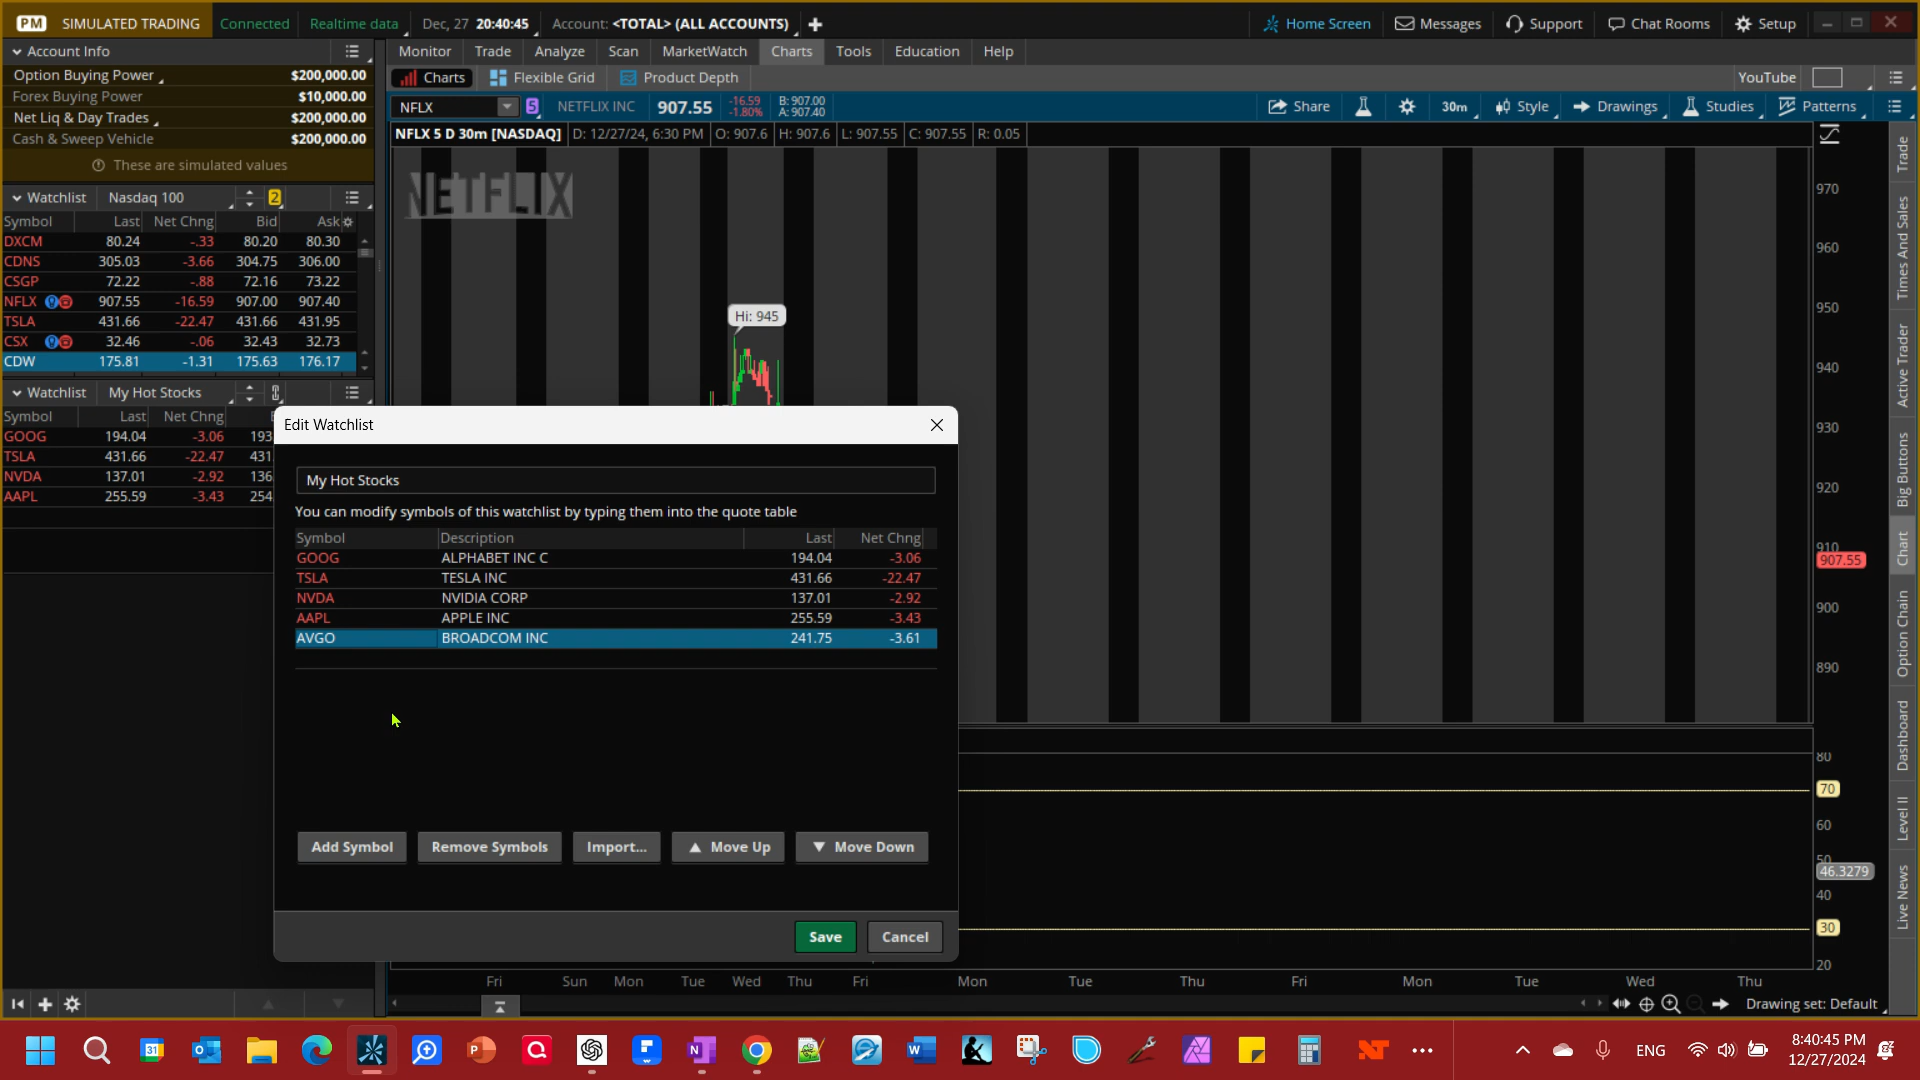 PM SIMULATED TRADING Connected Realtime data Dec, 27 20:40:45 Account: <TOTAL> (ALL ACCOUNTS) Home Screen Messages Support Chat Rooms Setup
Account Info
Option Buying Power $200,000.00
Forex Buying Power $10,000.00
Net Liq & Day Trades $200,000.00
Cash & Sweep Vehicle $200,000.00
These are simulated values
Monitor Trade Analyze Scan MarketWatch Charts Tools Education Help
Charts Flexible Grid Product Depth YouTube
NFLX S NETFLIX INC 907.55 -16.59 -1.80% B: 907.00 A: 907.40 Share 30m Style Drawings Studies Patterns
NFLX 5 D 30m [NASDAQ] D: 12/27/24, 6:30 PM O: 907.6 H: 907.6 L: 907.55 C: 907.55 R: 0.05
NETFLIX
Hi: 945
Watchlist Nasdaq 100 2
Symbol Last Net Chng Bid Ask
DXCM 80.24 -.33 80.20 80.30
CDNS 305.03 -3.66 304.75 306.00
CSGP 72.22 -.88 72.16 73.22
NFLX 907.55 -16.59 907.00 907.40
TSLA 431.66 -22.47 431.66 431.95
CSX 32.46 -.06 32.43 32.73
CDW 175.81 -1.31 175.63 176.17
Watchlist My Hot Stocks
Symbol Last Net Chng
GOOG 194.04 -3.06 193
TSLA 431.66 -22.47 431
NVDA 137.01 -2.92 136
AAPL 255.59 -3.43 254
Edit Watchlist
My Hot Stocks
You can modify symbols of this watchlist by typing them into the quote table
Symbol Description Last Net Chng
GOOG ALPHABET INC C 194.04 -3.06
TSLA TESLA INC 431.66 -22.47
NVDA NVIDIA CORP 137.01 -2.92
AAPL APPLE INC 255.59 -3.43
AVGO BROADCOM INC 241.75 -3.61
Add Symbol Remove Symbols Import... Move Up Move Down
Save Cancel
970
960
950
940
930
920
910
907.55
900
890
80
70
60
50
46.3279
40
30
20
Trade
Times And Sales
Active Trader
Big Buttons
Chart
Option Chain
Dashboard
Level II
Live News
Fri Sun Mon Tue Wed Thu Fri Mon Tue Thu Fri Mon Tue Wed Thu
Drawing set: Default
31 P N W NT ENG 8:40:45 PM
12/27/2024